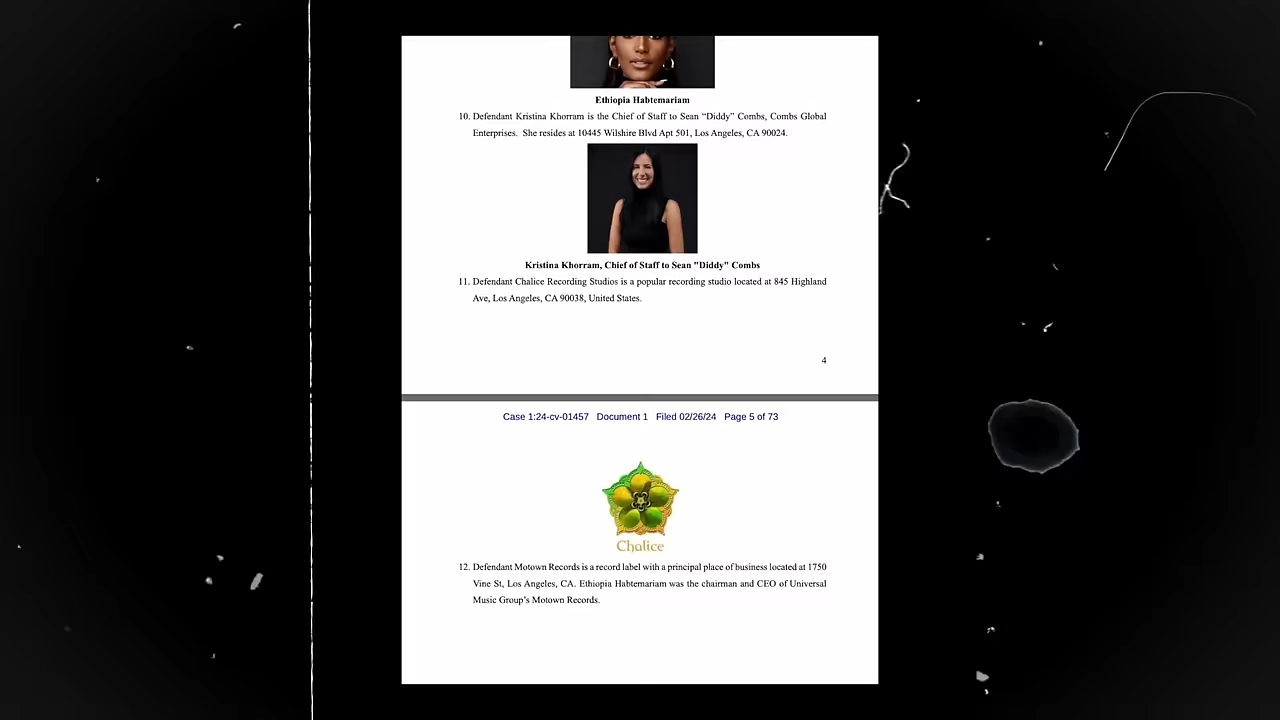 Ethiopia Habtemariam
10. Defendant Kristina Khorram is the Chief of Staff to Sean “Diddy” Combs, Combs Global
Enterprises. She resides at 10445 Wilshire Blvd Apt 501, Los Angeles, CA 90024.
Kristina Khorram, Chief of Staff to Sean "Diddy" Combs
11. Defendant Chalice Recording Studios is a popular recording studio located at 845 Highland
Ave, Los Angeles, CA 90038, United States.
4
Case 1:24-cv-01457 Document 1 Filed 02/26/24 Page 5 of 73
Chalice
12. Defendant Motown Records is a record label with a principal place of business located at 1750
Vine St, Los Angeles, CA. Ethiopia Habtemariam was the chairman and CEO of Universal
Music Group’s Motown Records.